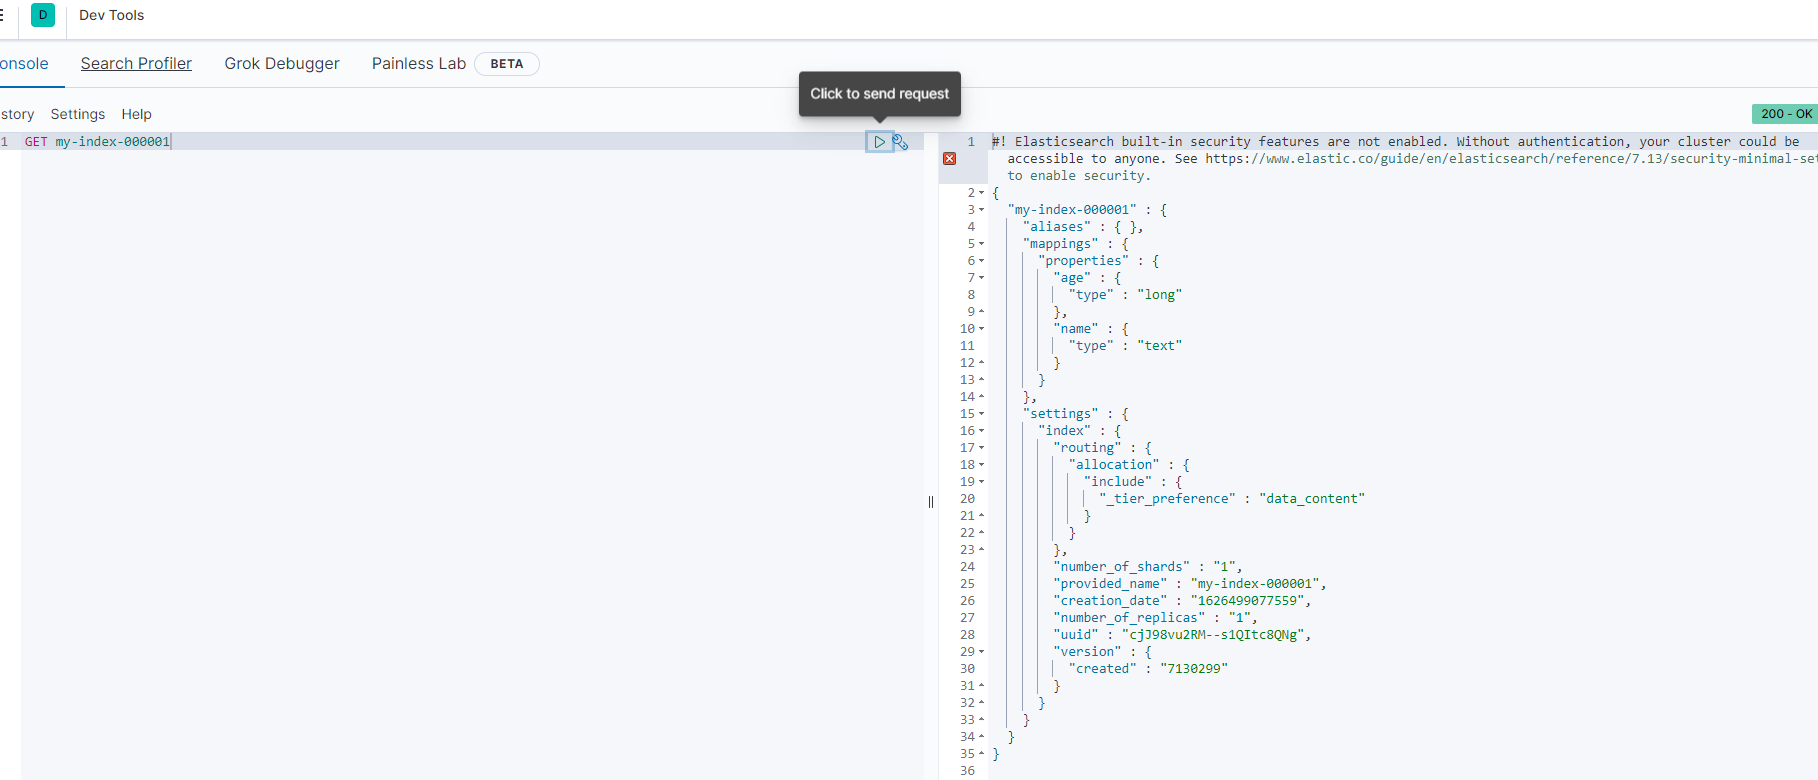 D Dev Tools
onsole Search Profiler Grok Debugger Painless Lab BETA
Click to send request
story Settings Help
200 - OK
1 GET my-index-000001
1 #! Elasticsearch built-in security features are not enabled. Without authentication, your cluster could be
accessible to anyone. See https://www.elastic.co/guide/en/elasticsearch/reference/7.13/security-minimal-set
to enable security.
2 {
3 "my-index-000001" : {
4 "aliases" : { },
5 "mappings" : {
6 "properties" : {
7 "age" : {
8 "type" : "long"
9 },
10 "name" : {
11 "type" : "text"
12 }
13 }
14 },
15 "settings" : {
16 "index" : {
17 "routing" : {
18 "allocation" : {
19 "include" : {
20 "_tier_preference" : "data_content"
21 }
22 }
23 },
24 "number_of_shards" : "1",
25 "provided_name" : "my-index-000001",
26 "creation_date" : "1626499077559",
27 "number_of_replicas" : "1",
28 "uuid" : "cjJ98vu2RM--s1QItc8QNg",
29 "version" : {
30 "created" : "7130299"
31 }
32 }
33 }
34 }
35 }
36